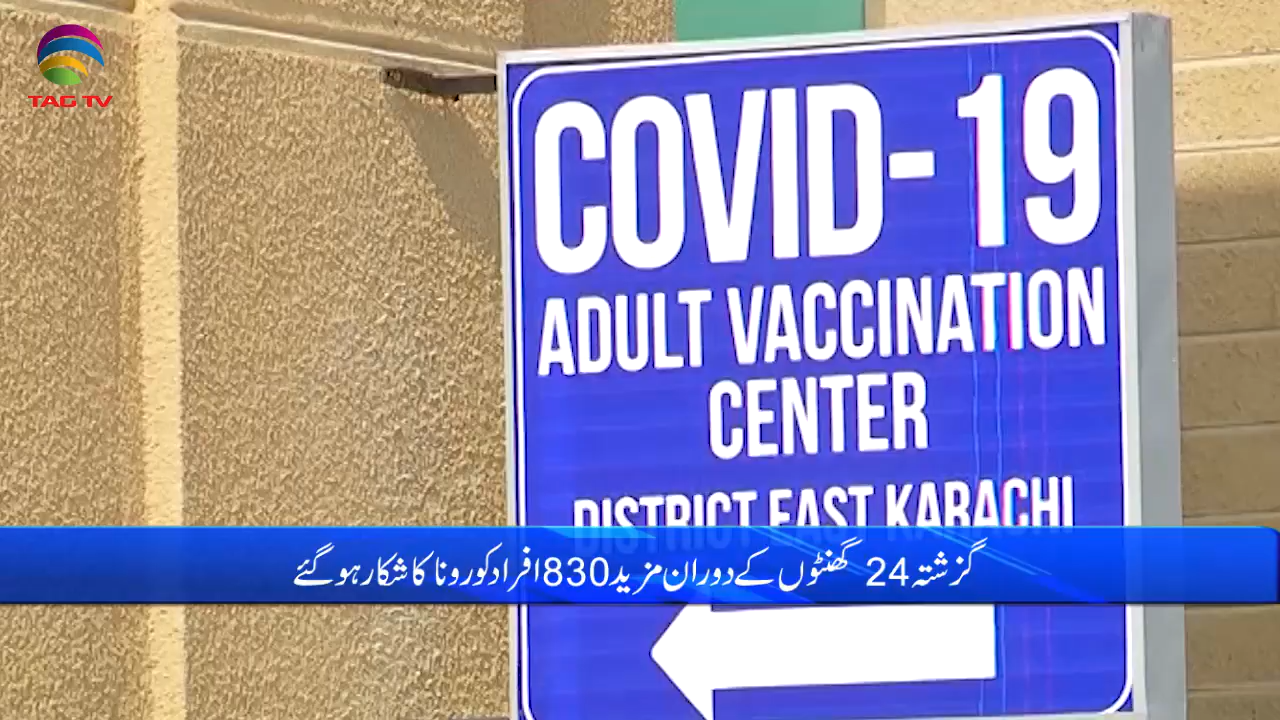 TAG TV
COVID-19
ADULT VACCINATION
CENTER
DISTRICT EAST KARACHI
گزشتہ 24 گھنٹوں کے دوران مزید 830 افراد کورونا کا شکار ہو گئے